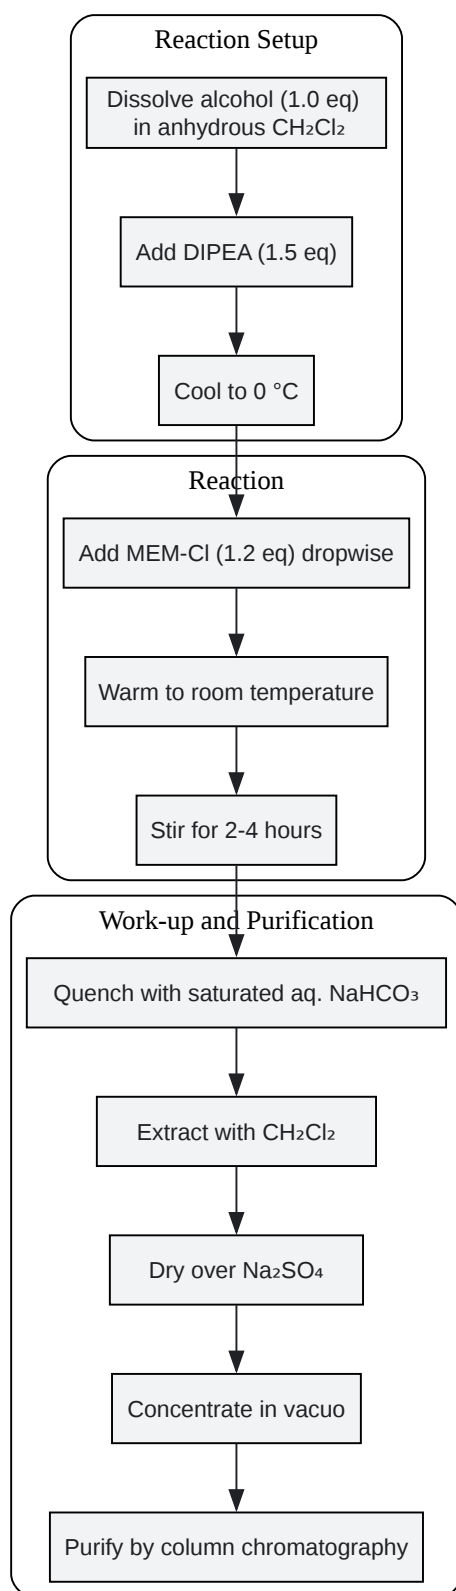 Reaction Setup
Dissolve alcohol (1.0 eq)
in anhydrous CH₂Cl₂
Add DIPEA (1.5 eq)
Cool to 0 °C
Reaction
Add MEM-Cl (1.2 eq) dropwise
Warm to room temperature
Stir for 2-4 hours
Work-up and Purification
Quench with saturated aq. NaHCO₃
Extract with CH₂Cl₂
Dry over Na₂SO₄
Concentrate in vacuo
Purify by column chromatography